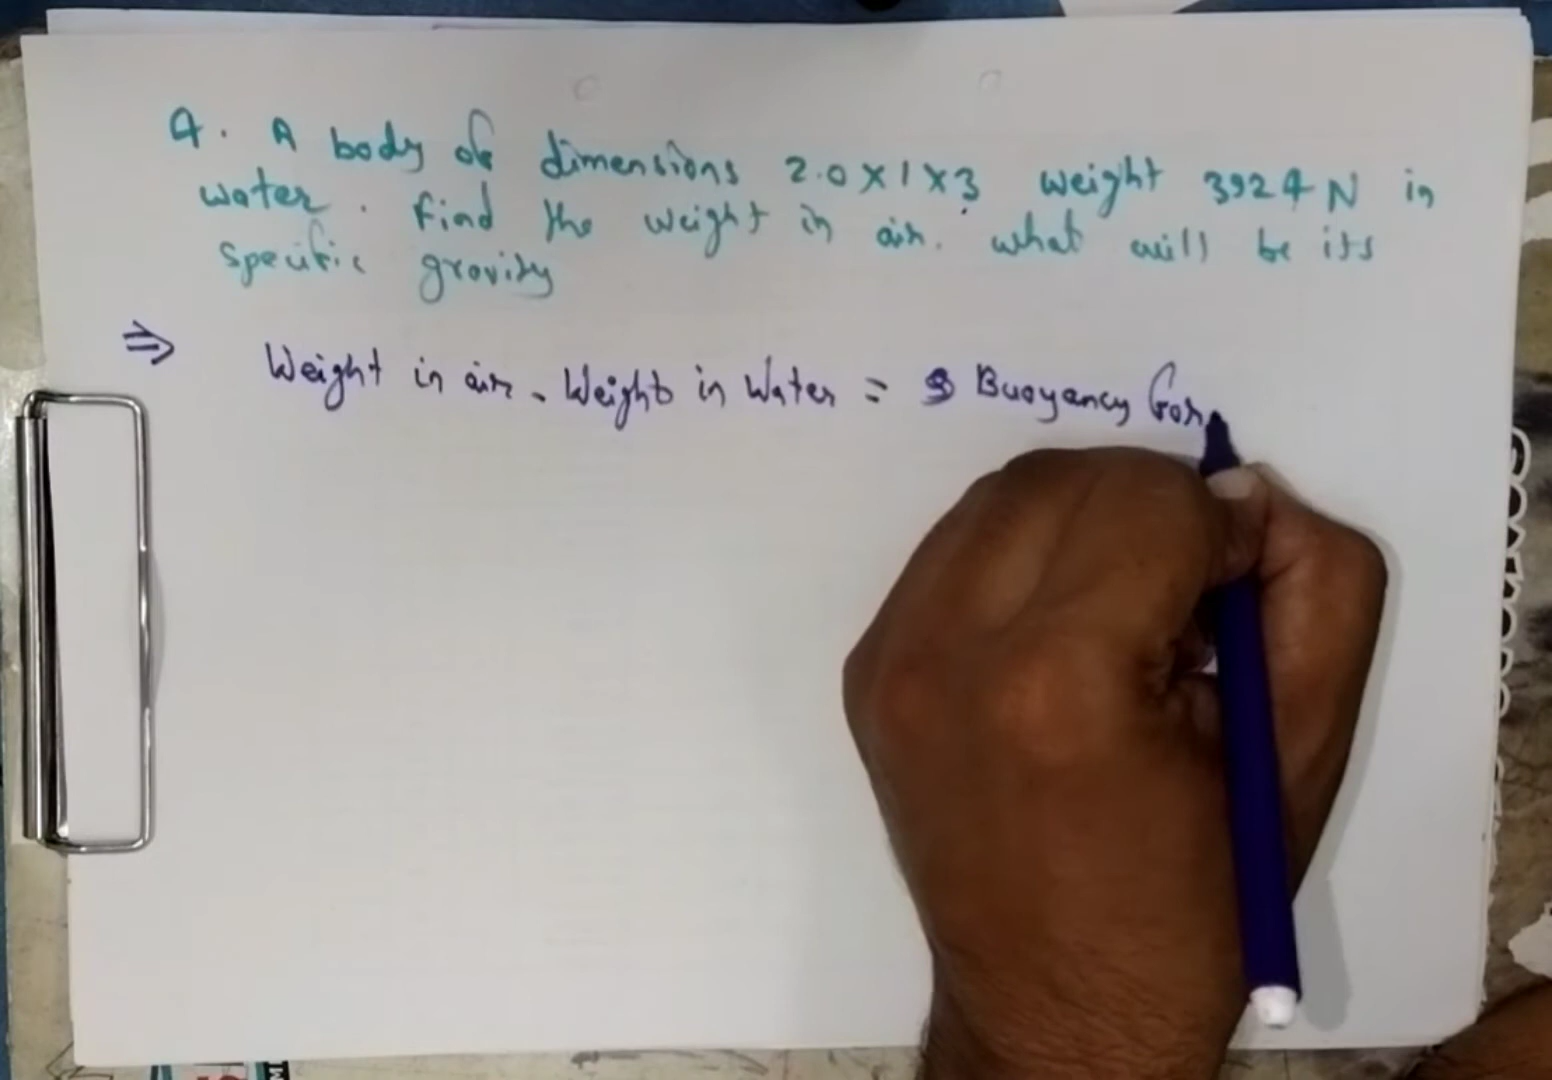 Q. A body of dimensions 2.0 X 1 X 3 weight 3924 N in
water. Find the weight in air. what will be its
specific gravity
⇒ Weight in air - Weight in Water = Buoyancy For